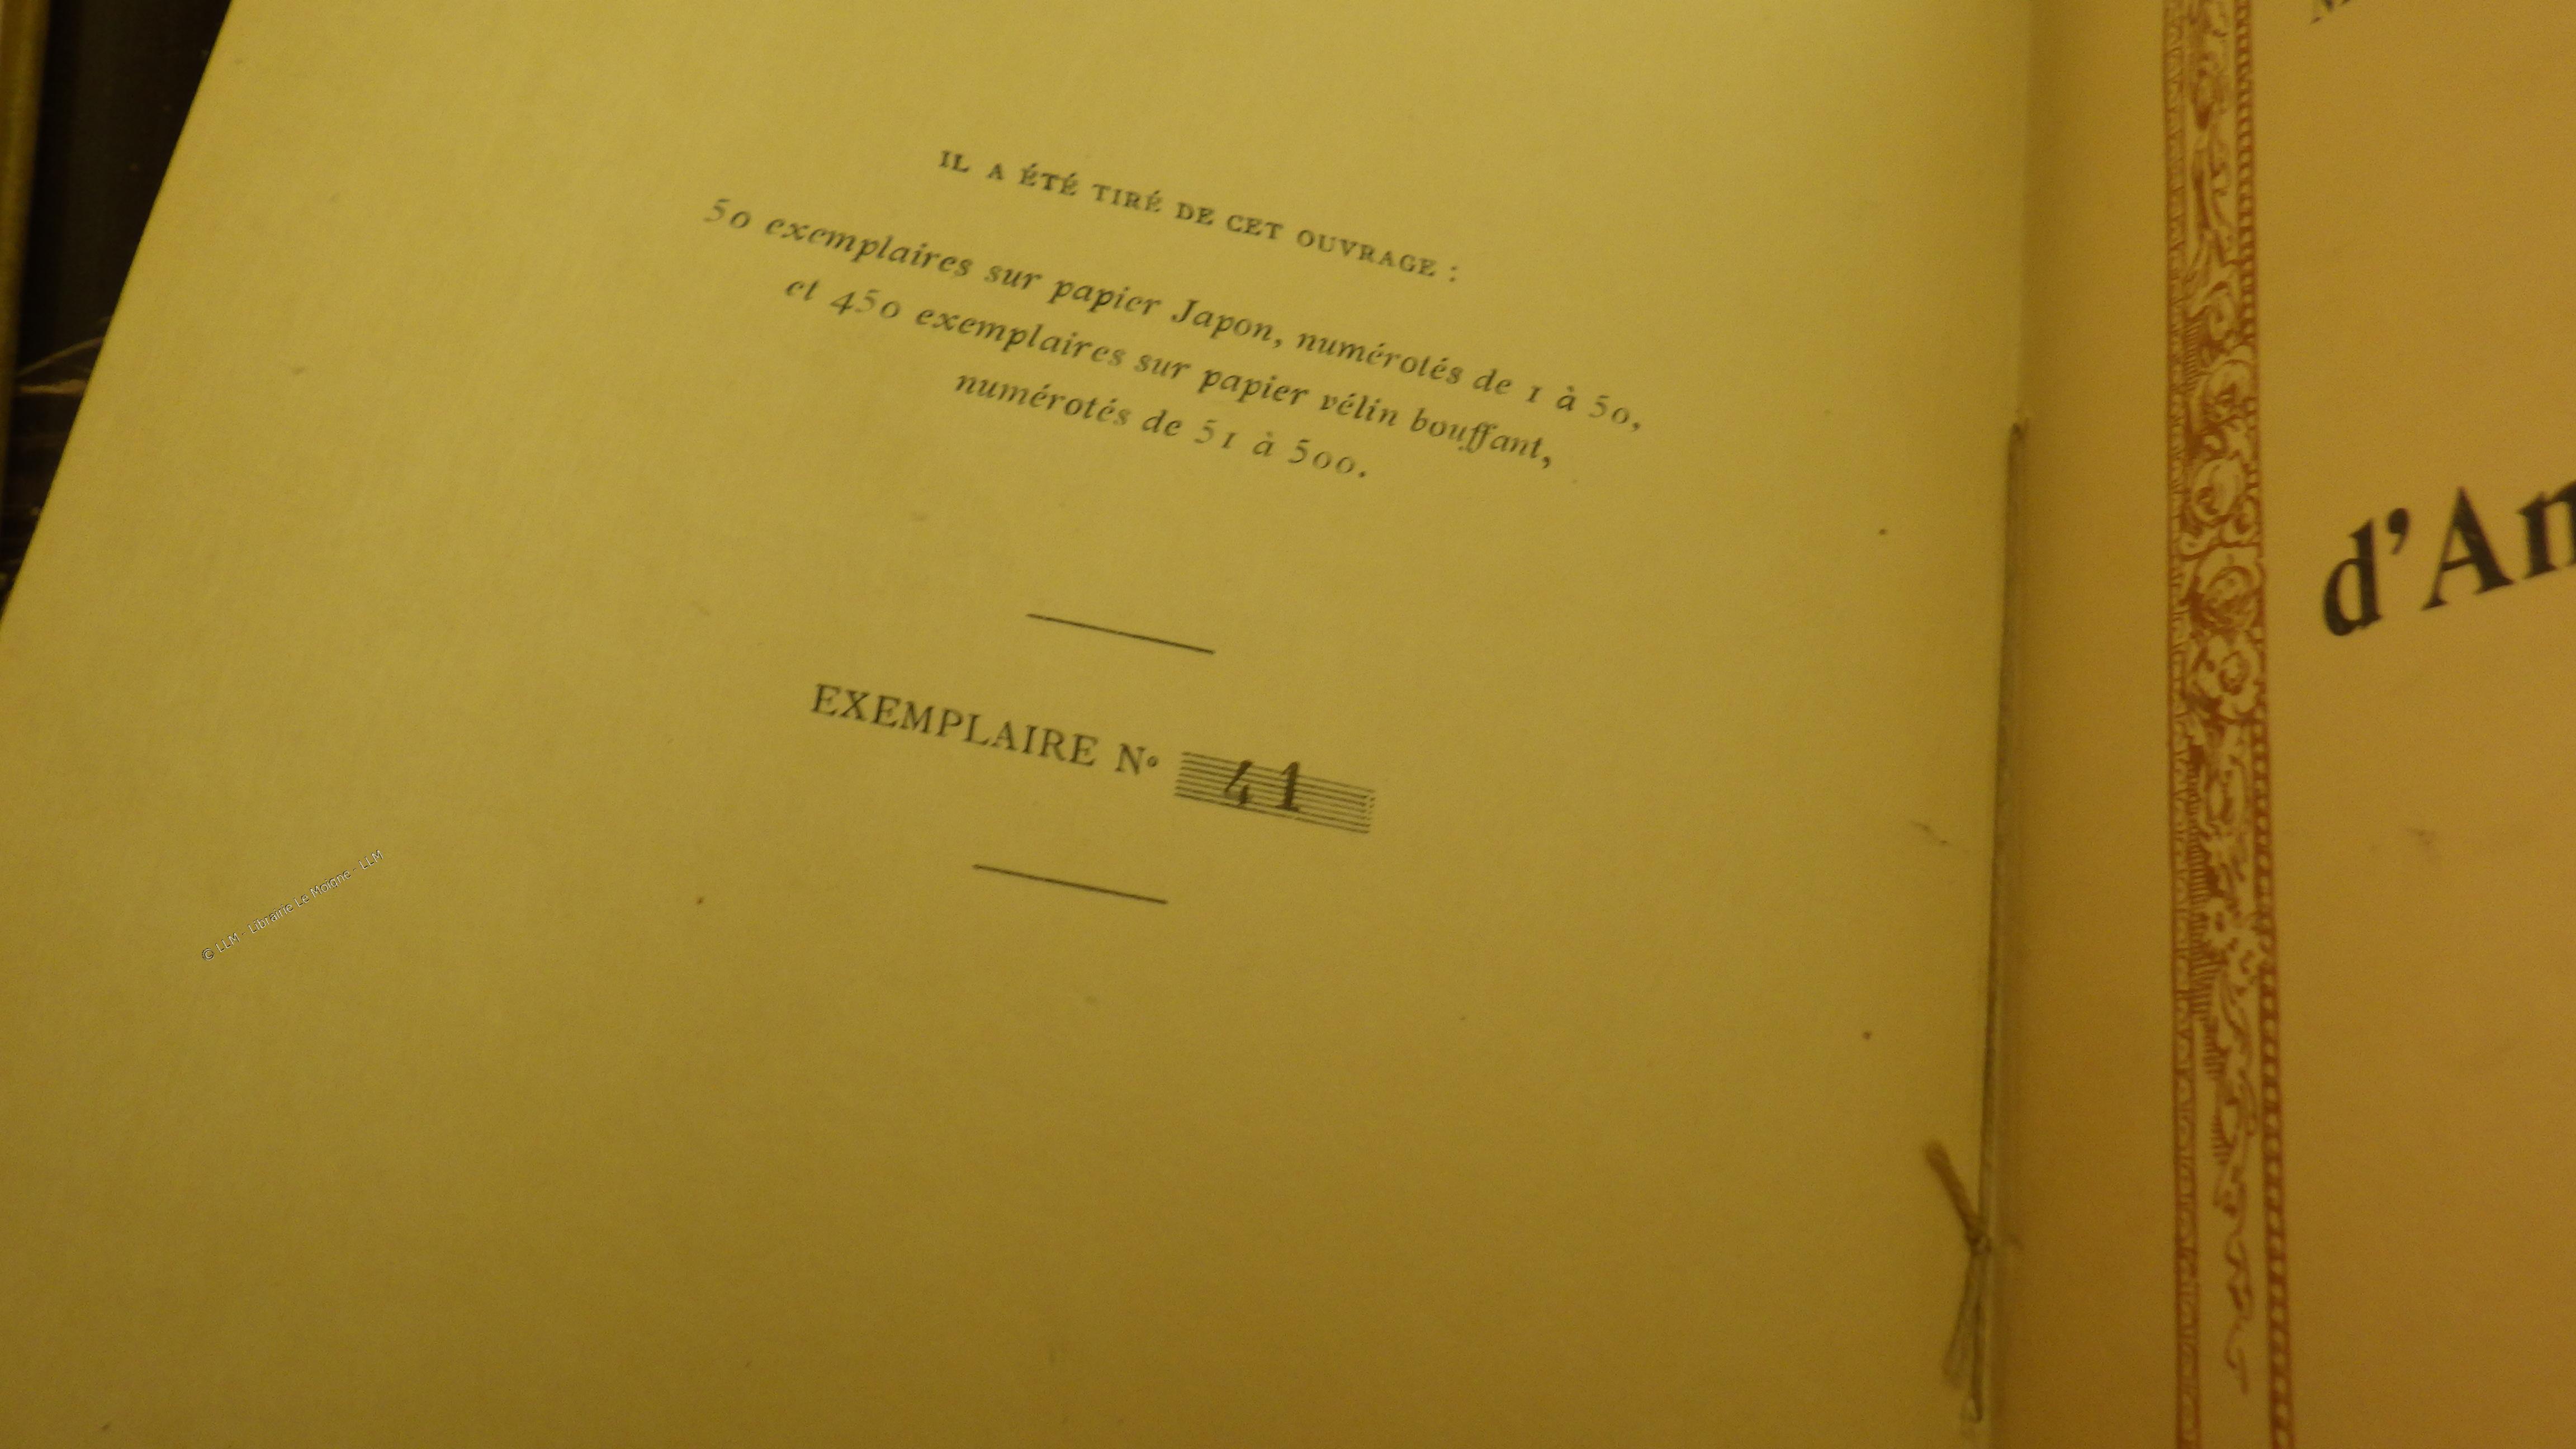 IL A ÉTÉ TIRÉ DE CET OUVRAGE :
50 exemplaires sur papier Japon, numérotés de 1 à 50,
et 450 exemplaires sur papier vélin bouffant,
numérotés de 51 à 500.
EXEMPLAIRE Nº 41
© LLM - Librairie Le Moigne - LLM